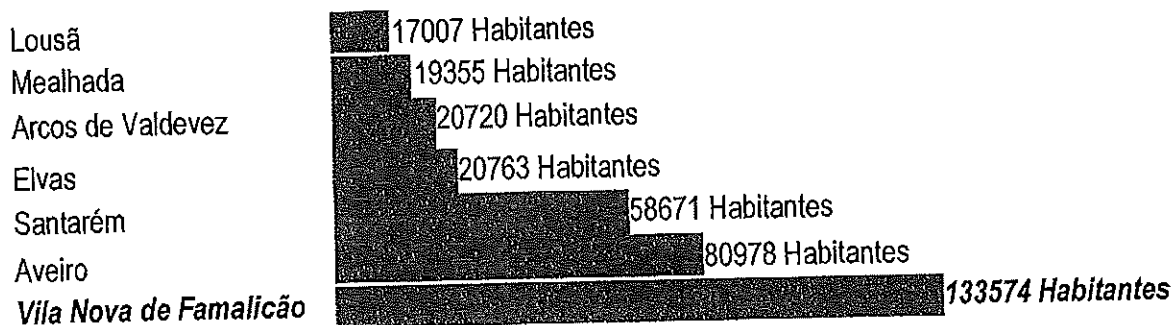 Lousã 17007 Habitantes
Mealhada 19355 Habitantes
Arcos de Valdevez 20720 Habitantes
Elvas 20763 Habitantes
Santarém 58671 Habitantes
Aveiro 80978 Habitantes
Vila Nova de Famalicão 133574 Habitantes